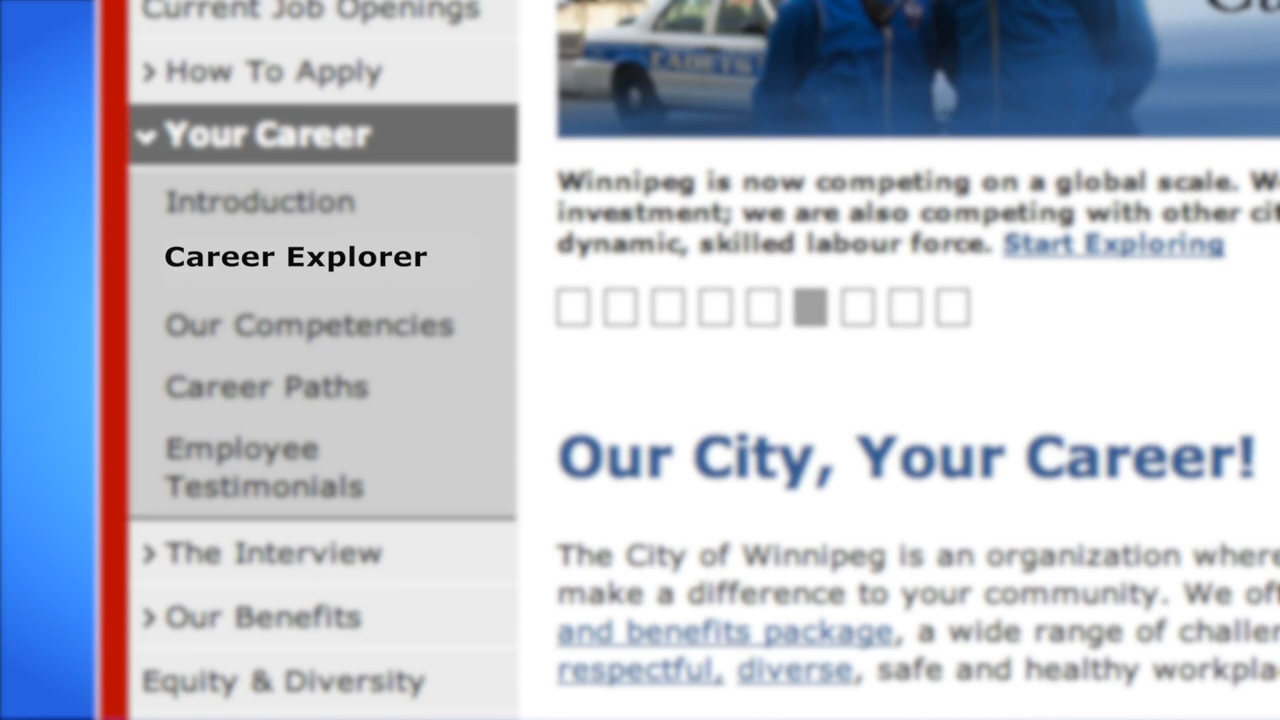 Current Job Openings
How To Apply
Your Career
Introduction
Career Explorer
Our Competencies
Career Paths
Employee
Testimonials
The Interview
Our Benefits
Equity & Diversity
CADETS
Winnipeg is now competing on a global scale.
investment; we are also competing with other
dynamic, skilled labour force. Start Exploring
Our City, Your Career!
The City of Winnipeg is an organization where
make a difference to your community. We
and benefits package, a wide range of
respectful, diverse, safe and healthy